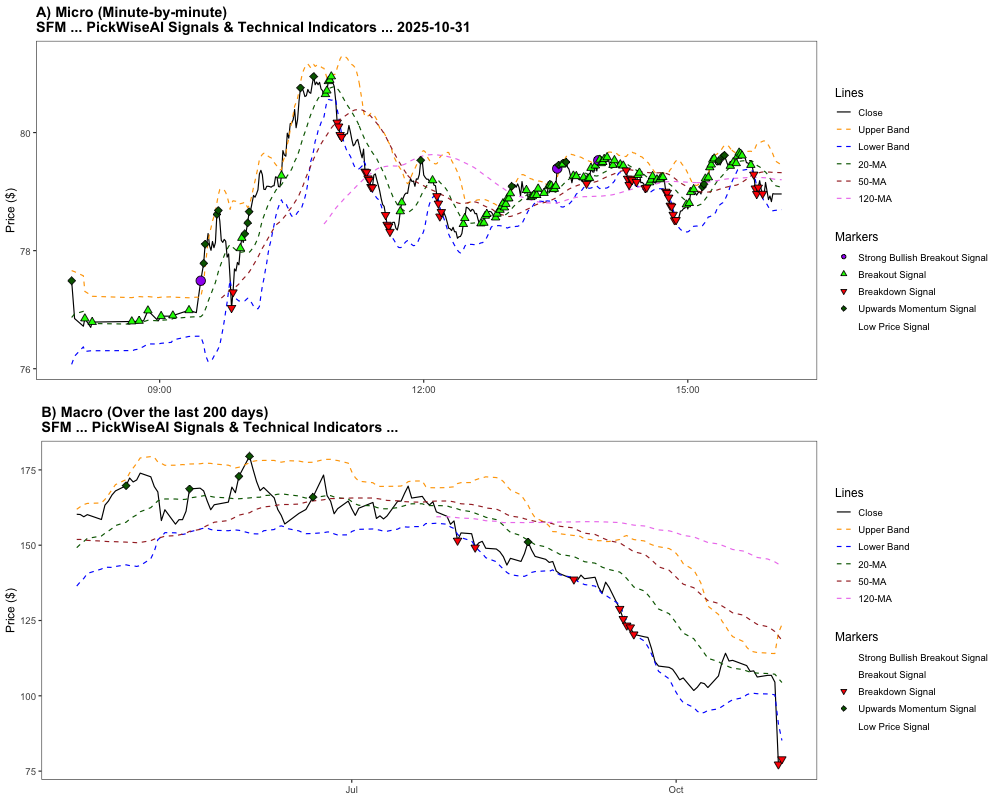 A) Micro (Minute-by-minute)
SFM ... PickWiseAI Signals & Technical Indicators ... 2025-10-31
Price ($)
80
78
76
09:00
12:00
15:00
Lines
Close
Upper Band
Lower Band
20-MA
50-MA
120-MA
Markers
Strong Bullish Breakout Signal
Breakout Signal
Breakdown Signal
Upwards Momentum Signal
Low Price Signal
B) Macro (Over the last 200 days)
SFM ... PickWiseAI Signals & Technical Indicators ...
Price ($)
175
150
125
100
75
Jul
Oct
Lines
Close
Upper Band
Lower Band
20-MA
50-MA
120-MA
Markers
Strong Bullish Breakout Signal
Breakout Signal
Breakdown Signal
Upwards Momentum Signal
Low Price Signal